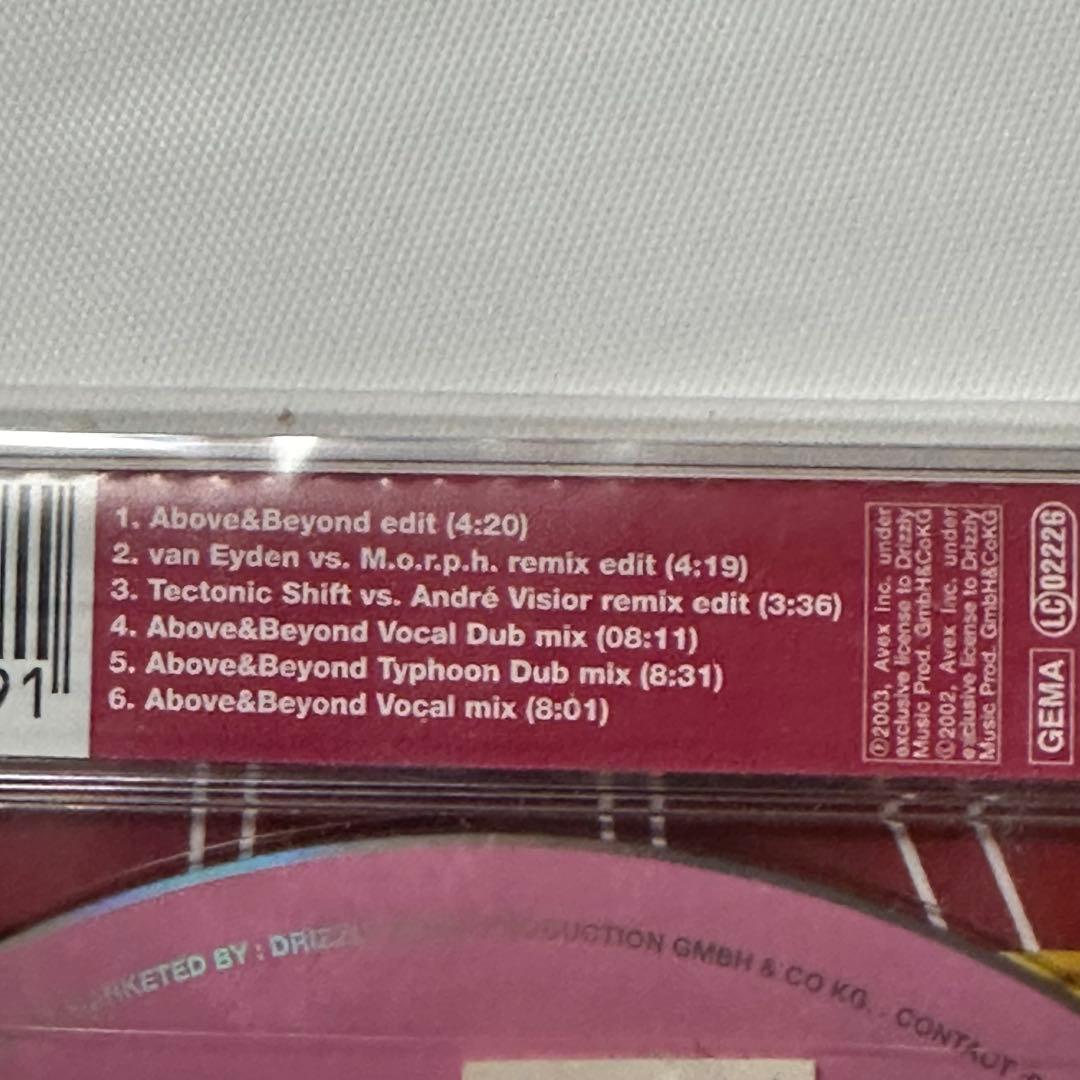 1. Above&Beyond edit (4:20)
2. van Eyden vs. M.o.r.p.h. remix edit (4:19)
3. Tectonic Shift vs. André Visior remix edit (3:36)
4. Above&Beyond Vocal Dub mix (08:11)
5. Above&Beyond Typhoon Dub mix (8:31)
6. Above&Beyond Vocal mix (8:01)
℗2003, Avex Inc. under
exclusive license to Drizzly
Music Prod. GmbH&CoKG
©2002, Avex Inc. under
exclusive license to Drizzly
Music Prod. GmbH&CoKG
GEMA
LC 02226
91
MARKETED BY : DRIZZLY PRODUCTION GMBH & CO KG. . CONTACT